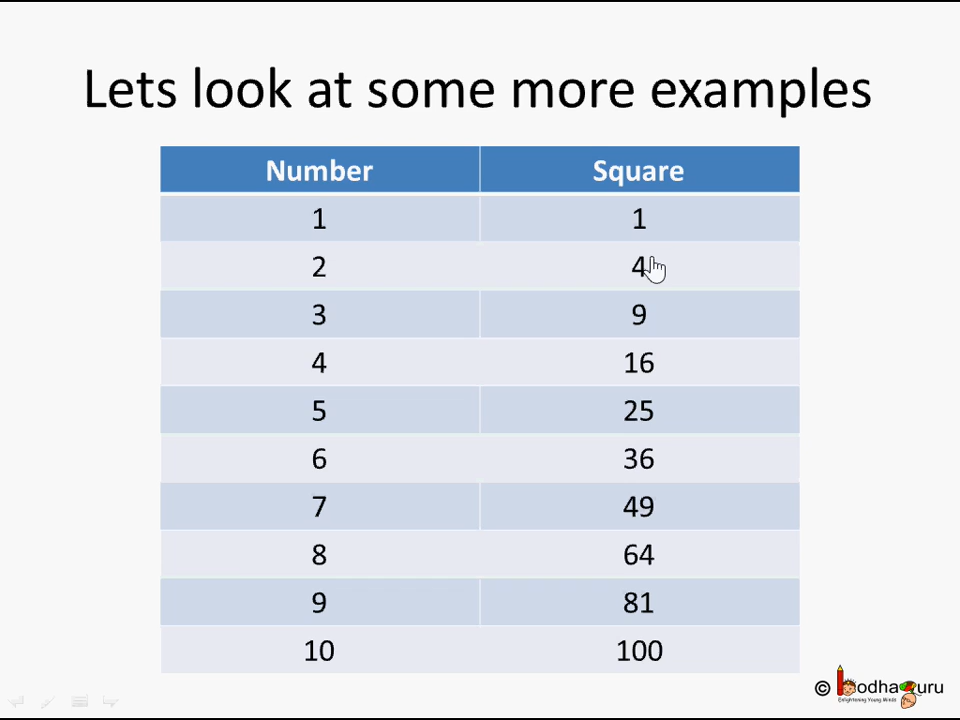 Lets look at some more examples
Number Square
1 1
2 4
3 9
4 16
5 25
6 36
7 49
8 64
9 81
10 100
© BodhaGuru
Enlightening Young Minds